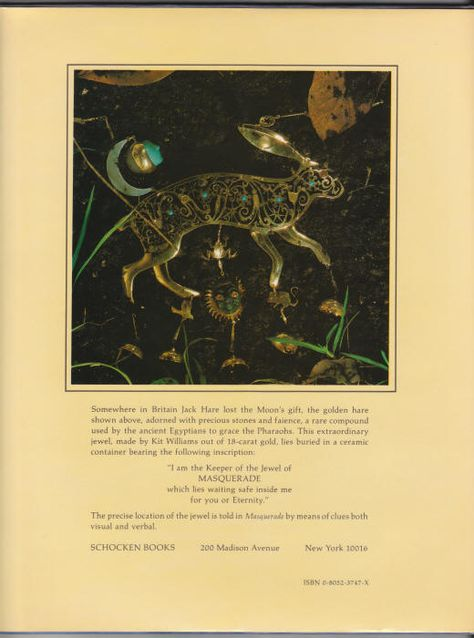 Somewhere in Britain Jack Hare lost the Moon's gift, the golden hare
shown above, adorned with precious stones and faience, a rare compound
used by the ancient Egyptians to grace the Pharaohs. This extraordinary
jewel, made by Kit Williams out of 18-carat gold, lies buried in a ceramic
container bearing the following inscription:
"I am the Keeper of the Jewel of
MASQUERADE
which lies waiting safe inside me
for you or Eternity."
The precise location of the jewel is told in Masquerade by means of clues both
visual and verbal.
SCHOCKEN BOOKS 200 Madison Avenue New York 10016
ISBN 0-8052-3747-X